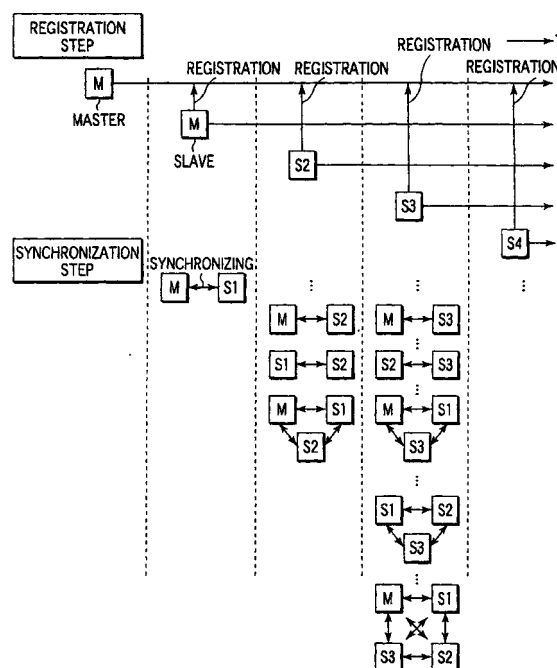 REGISTRATION
STEP
REGISTRATION
REGISTRATION
REGISTRATION
REGISTRATION
M
MASTER
M
SLAVE
S2
S3
S4
SYNCHRONIZATION
STEP
SYNCHRONIZING
M S1
⋮ ⋮ ⋮
M S2 M S3
⋮
S1 S2 S2 S3
⋮
M S1 M S1
S2 S3
⋮
S1 S2
S3
⋮
M S1
S3 S2